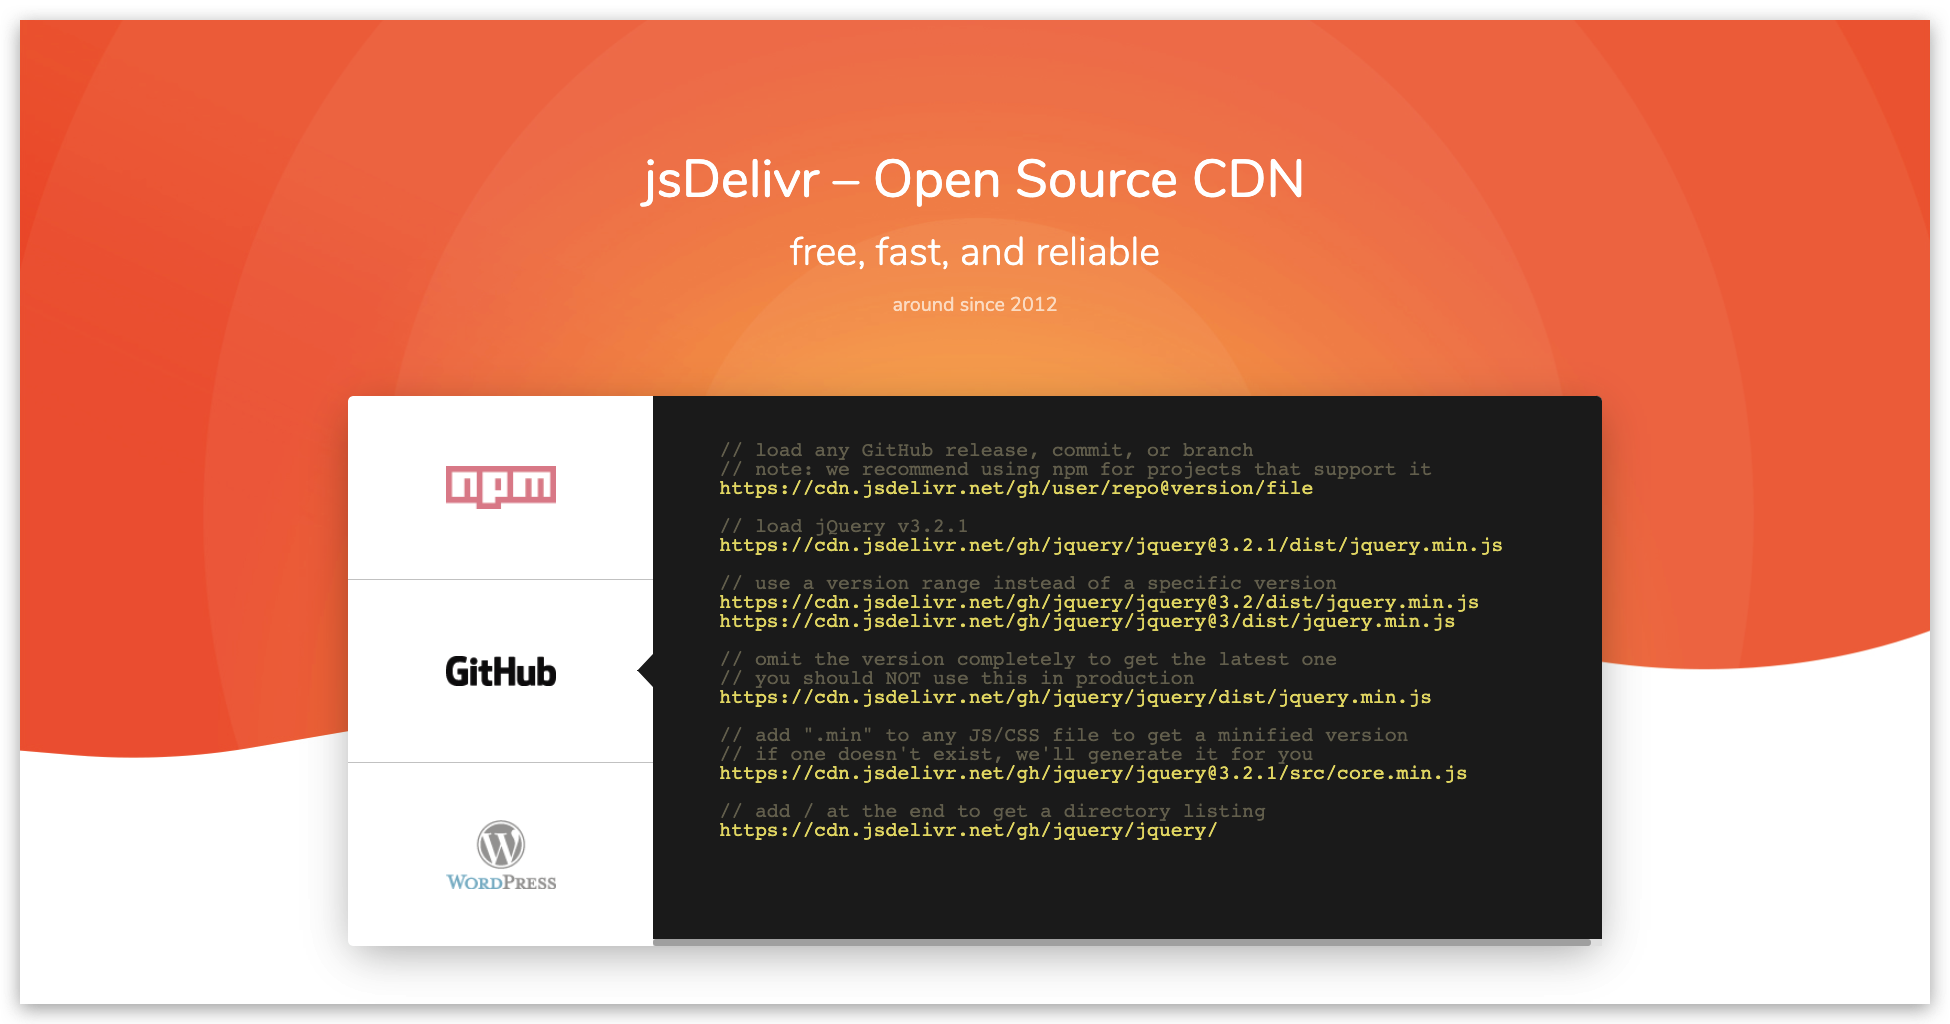 jsDelivr – Open Source CDN
free, fast, and reliable
around since 2012
npm
GitHub
WORDPRESS
// load any GitHub release, commit, or branch
// note: we recommend using npm for projects that support it
https://cdn.jsdelivr.net/gh/user/repo@version/file
// load jQuery v3.2.1
https://cdn.jsdelivr.net/gh/jquery/jquery@3.2.1/dist/jquery.min.js
// use a version range instead of a specific version
https://cdn.jsdelivr.net/gh/jquery/jquery@3.2/dist/jquery.min.js
https://cdn.jsdelivr.net/gh/jquery/jquery@3/dist/jquery.min.js
// omit the version completely to get the latest one
// you should NOT use this in production
https://cdn.jsdelivr.net/gh/jquery/jquery/dist/jquery.min.js
// add ".min" to any JS/CSS file to get a minified version
// if one doesn't exist, we'll generate it for you
https://cdn.jsdelivr.net/gh/jquery/jquery@3.2.1/src/core.min.js
// add / at the end to get a directory listing
https://cdn.jsdelivr.net/gh/jquery/jquery/